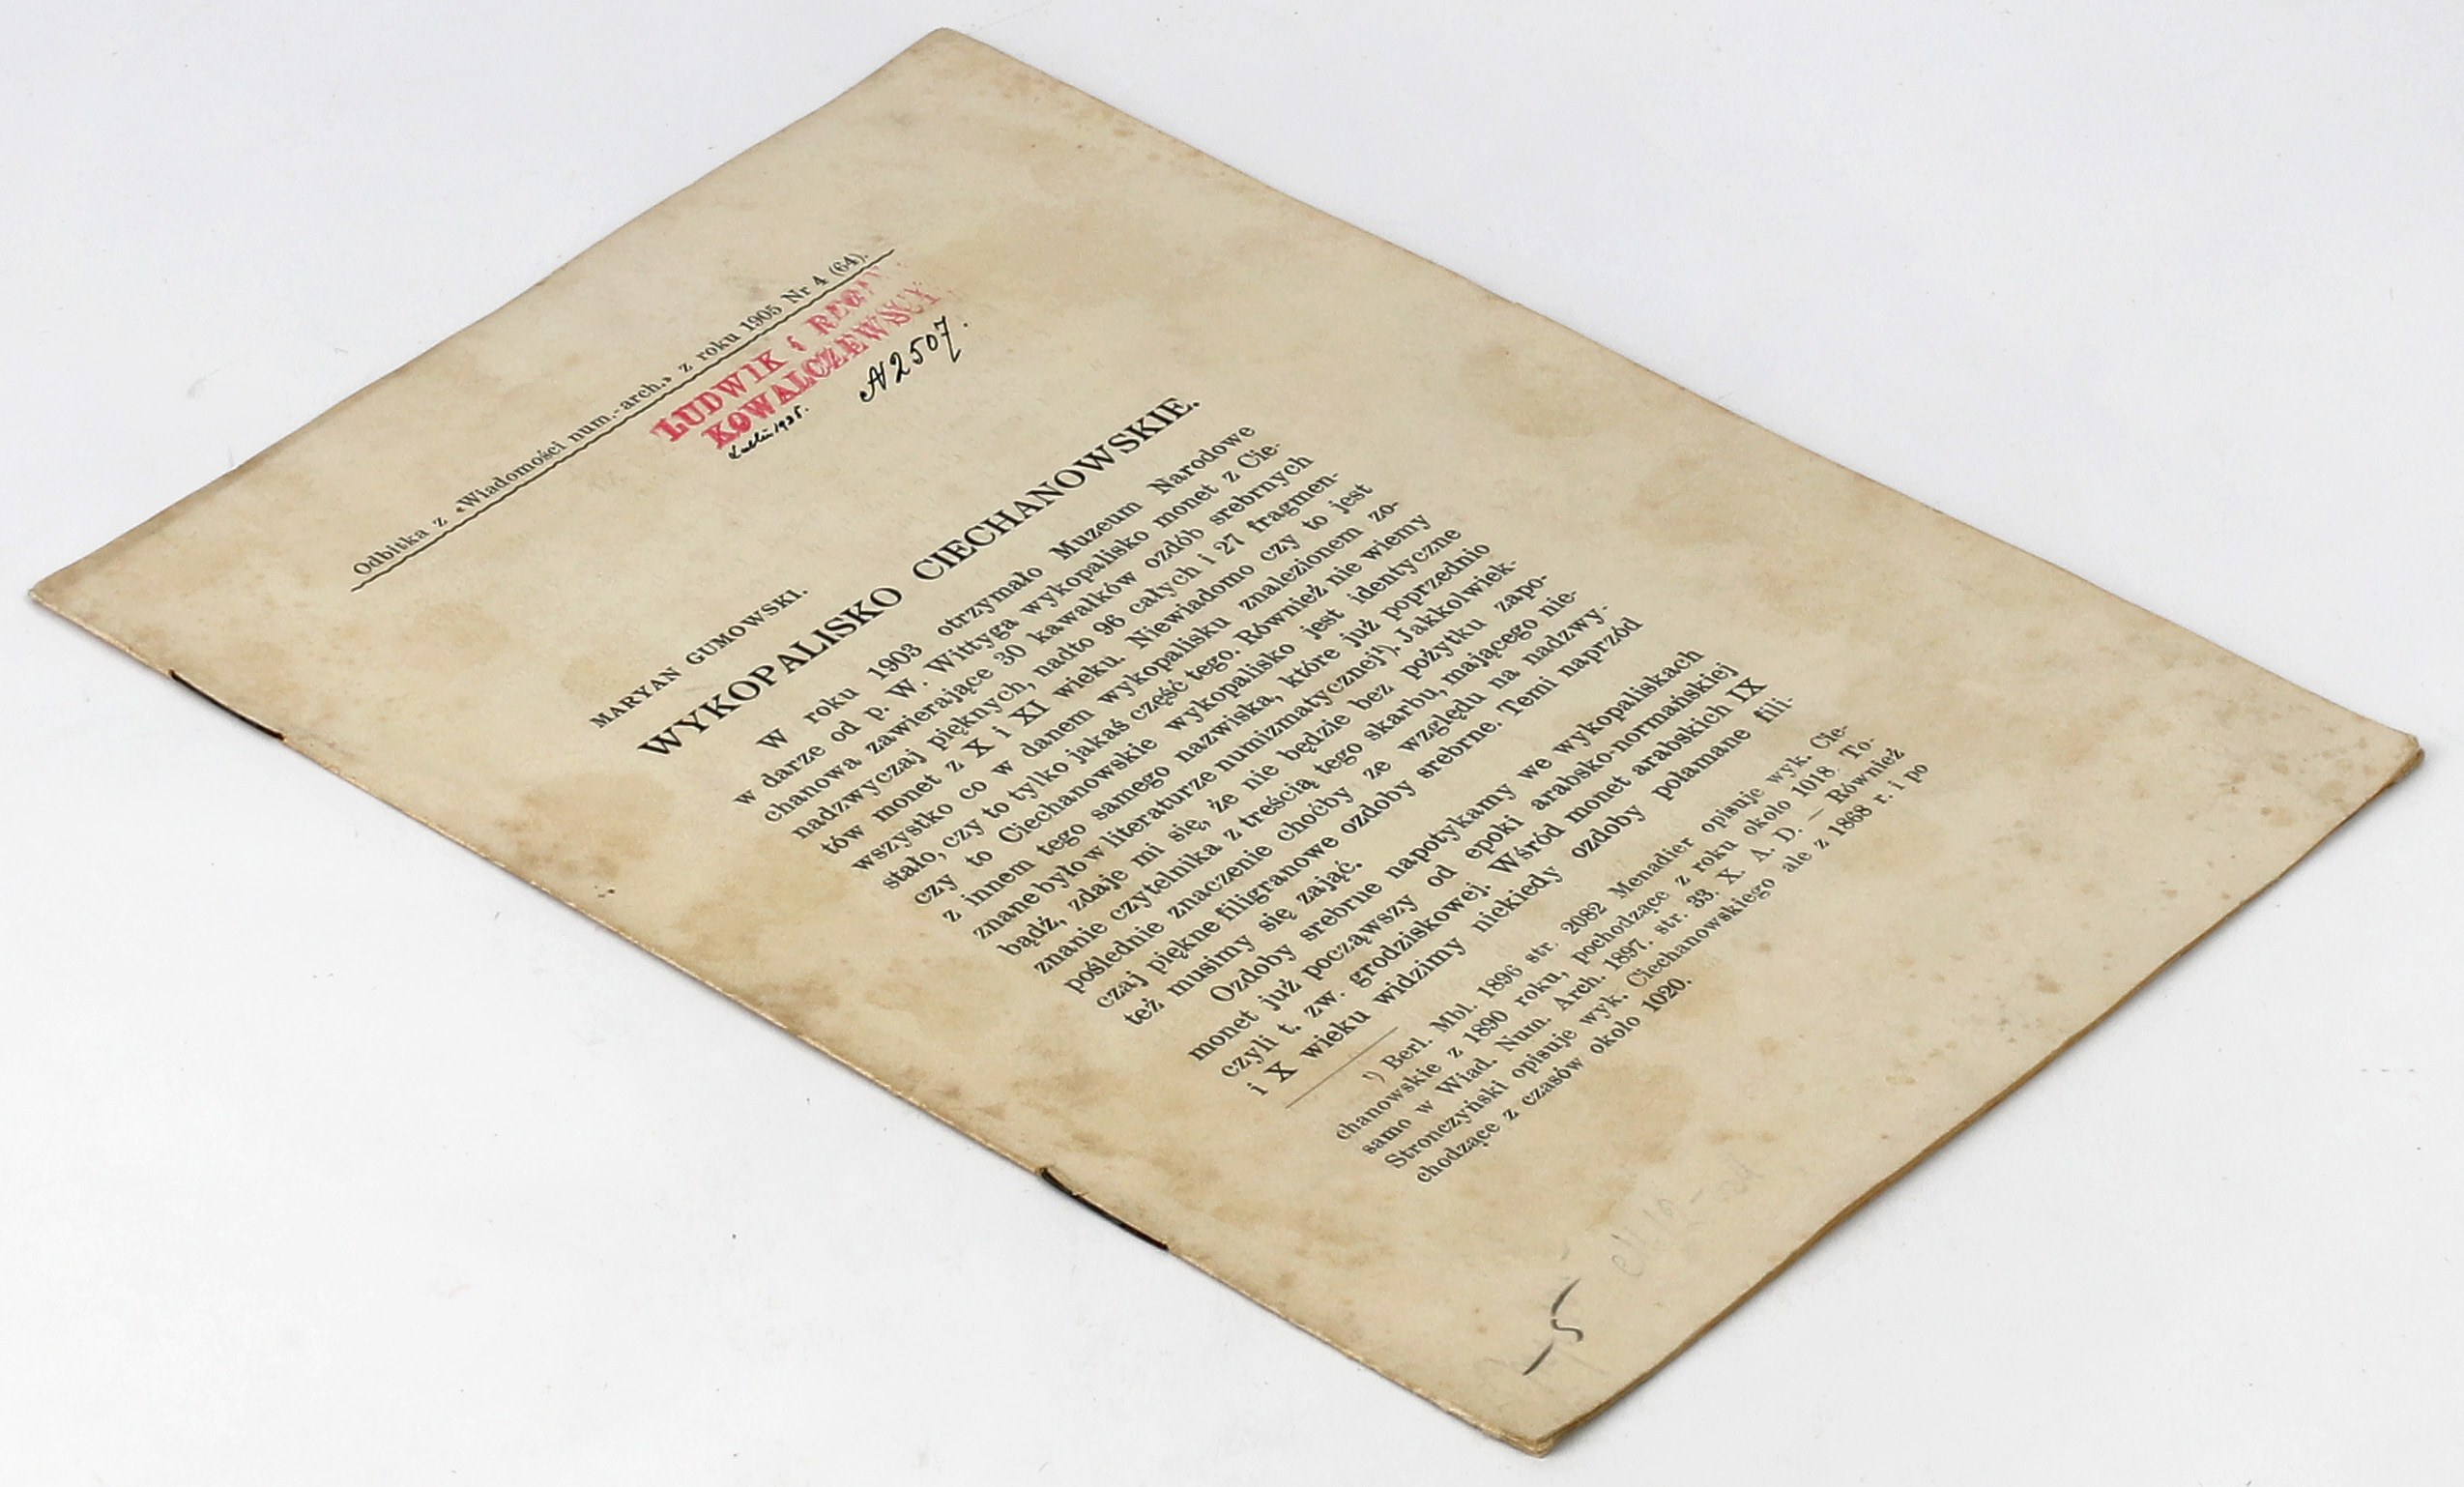 Odbitka z «Wiadomości num.-arch.» z roku 1905 Nr 4 (64).
LUDWIK i
KOWALCZEWSCY
1935.
N 2507.
MARYAN GUMOWSKI.
WYKOPALISKO CIECHANOWSKIE.
W roku 1903 otrzymało Muzeum Narodowe
w darze od p. W. Wittyga wykopalisko monet z Cie-
chanowa zawierające 30 kawałków ozdób srebrnych
nadzwyczaj pięknych, nadto 96 całych i 27 fragmen-
tów monet z X i XI wieku. Niewiadomo czy to jest
wszystko co w danem wykopalisku znalezionem zo-
stało, czy to tylko jakaś część tego. Również nie wiemy
czy to Ciechanowskie wykopalisko jest identyczne
z innem tego samego nazwiska, które już poprzednio
znane było w literaturze numizmatycznej¹). Jakkolwiek-
bądź, zdaje mi się, że nie będzie bez pożytku zapo-
znanie czytelnika z treścią tego skarbu, mającego nie-
poślednie znaczenie choćby ze względu na nadzwy-
czaj piękne filigranowe ozdoby srebrne. Temi naprzód
też musimy się zająć.
Ozdoby srebrne napotykamy we wykopaliskach
monet już począwszy od epoki arabsko-normańskiej
czyli t. zw. grodziskowej. Wśród monet arabskich IX
i X wieku widzimy niekiedy ozdoby połamane fili-
¹) Berl. Mbl. 1896 str. 2082 Menadier opisuje wyk. Cie-
chanowskie z 1890 roku, pochodzące z roku około 1018. To-
samo w Wiad. Num. Arch. 1897. str. 33. X. A. D. — Również
Stronczyński opisuje wyk. Ciechanowskiego ale z 1868 r. i po
chodzące z czasów około 1020.
–5